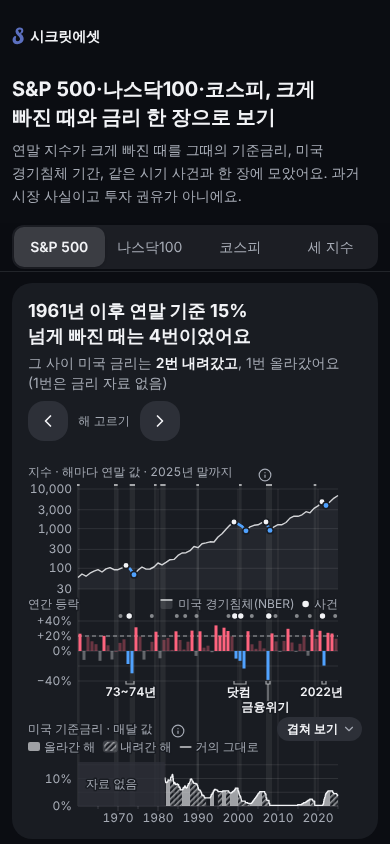 시크릿에셋
S&P 500·나스닥100·코스피, 크게
빠진 때와 금리 한 장으로 보기
연말 지수가 크게 빠진 때를 그때의 기준금리, 미국
경기침체 기간, 같은 시기 사건과 한 장에 모았어요. 과거
시장 사실이고 투자 권유가 아니에요.
S&P 500 나스닥100 코스피 세 지수
1961년 이후 연말 기준 15%
넘게 빠진 때는 4번이었어요
그 사이 미국 금리는 2번 내려갔고, 1번 올라갔어요
(1번은 금리 자료 없음)
해 고르기
지수 · 해마다 연말 값 · 2025년 말까지
10,000
3,000
1,000
300
100
30
연간 등락 미국 경기침체(NBER) 사건
+40%
+20%
0%
−40%
73~74년 닷컴 2022년
금융위기
미국 기준금리 · 매달 값 겹쳐 보기
올라간 해 내려간 해 거의 그대로
10%
자료 없음
0%
1970 1980 1990 2000 2010 2020